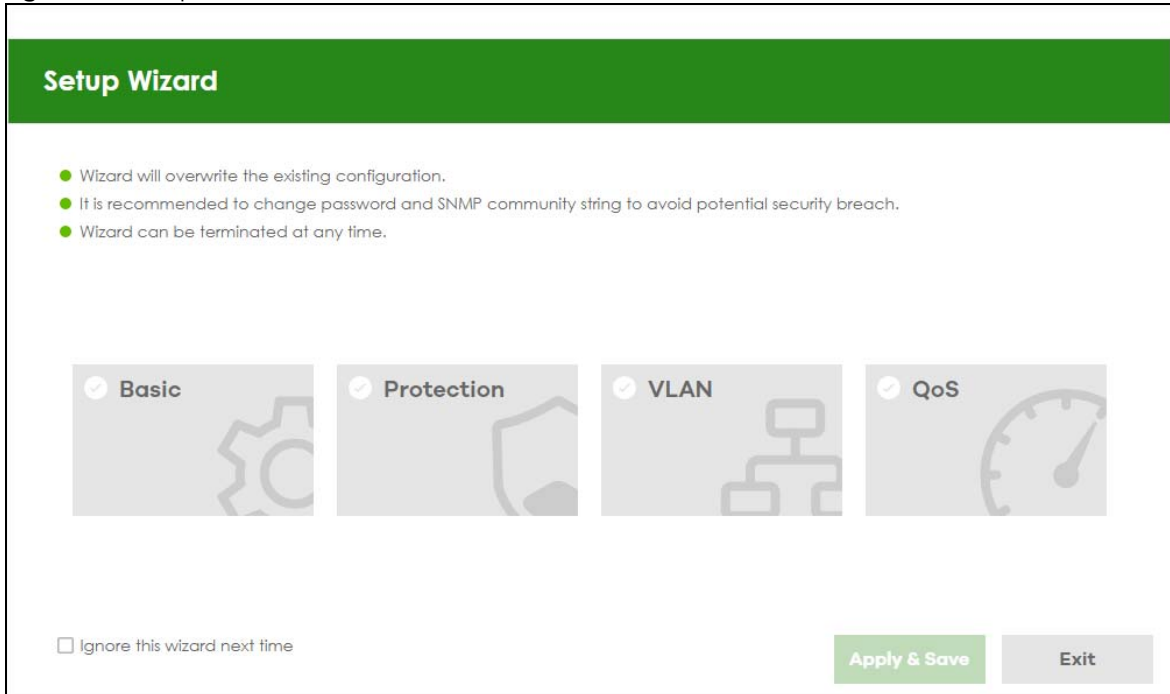 Setup Wizard
Wizard will overwrite the existing configuration.
It is recommended to change password and SNMP community string to avoid potential security breach.
Wizard can be terminated at any time.
Basic
Protection
VLAN
QoS
Ignore this wizard next time
Apply & Save
Exit